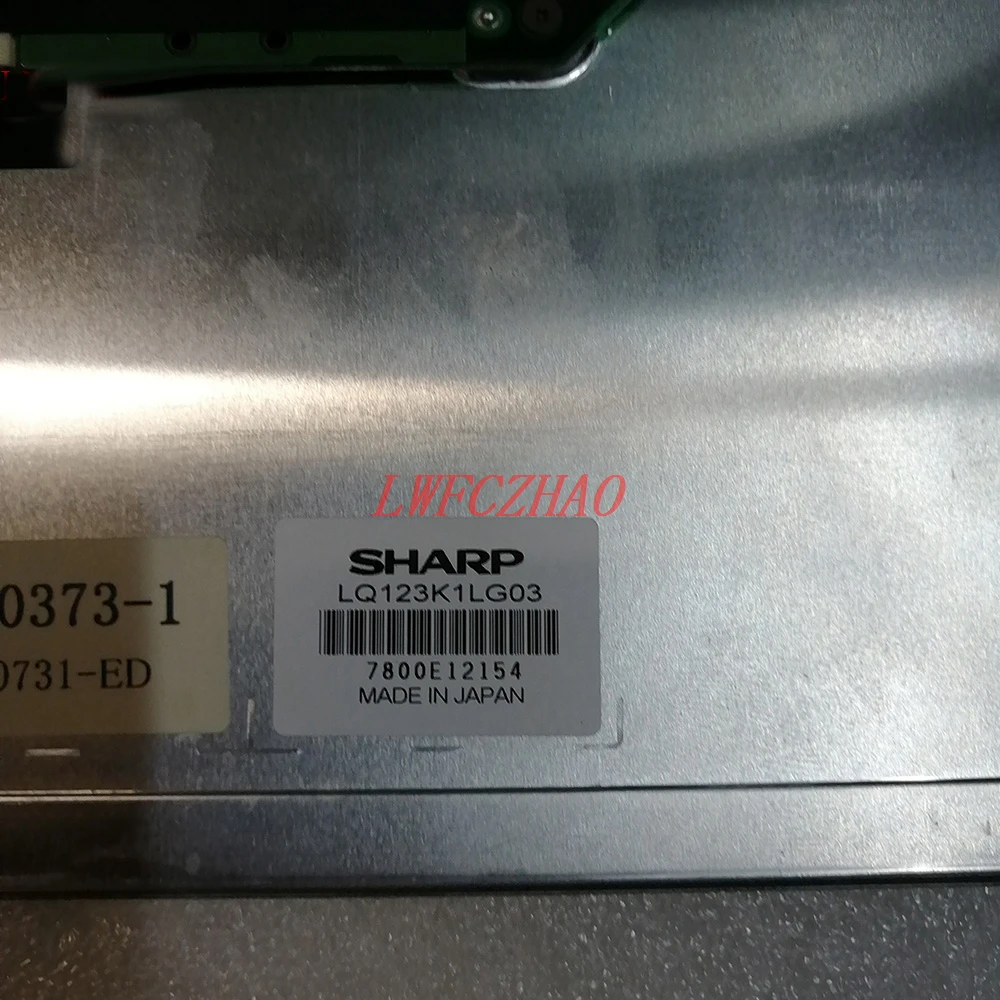 LWFCZHAO
SHARP
LQ123K1LG03
7800E12154
MADE IN JAPAN
0373-1
0731-ED